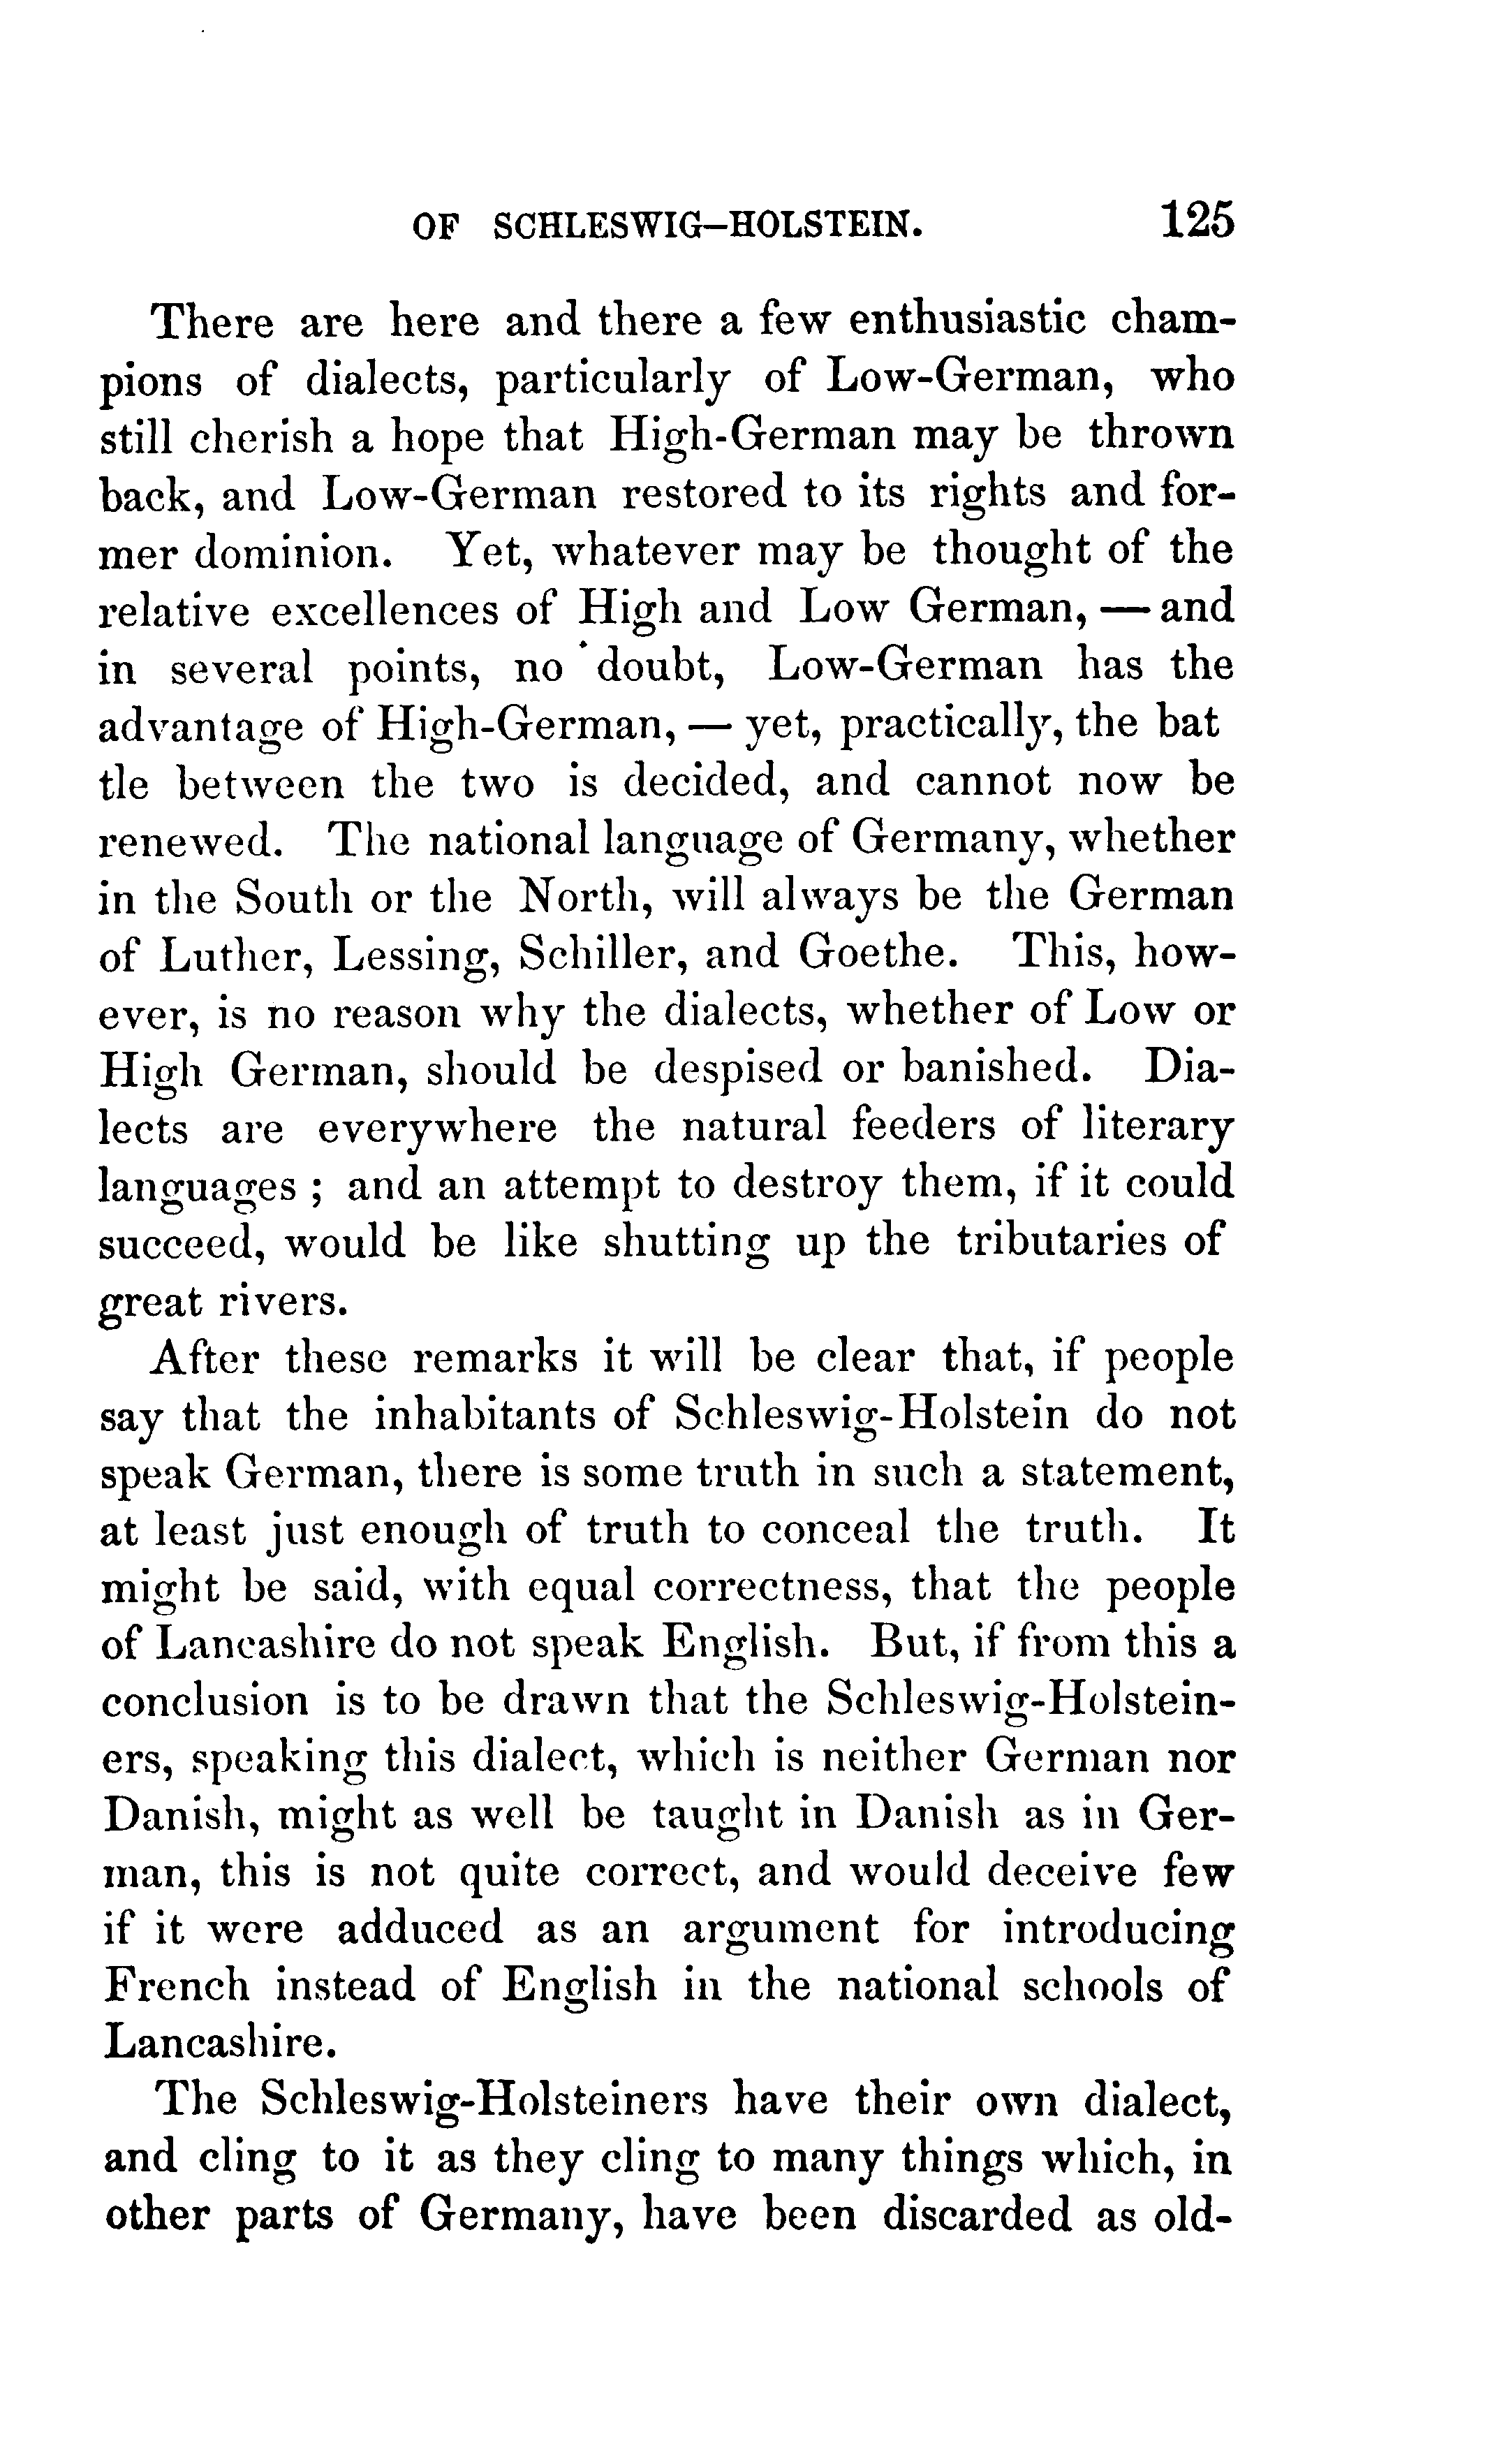 OF SCHLESWIG-HOLSTEIN. 125
There are here and there a few enthusiastic cham-
pions of dialects, particularly of Low-German, who
still cherish a hope that High-German may be thrown
back, and Low-German restored to its rights and for-
mer dominion. Yet, whatever may be thought of the
relative excellences of High and Low German, — and
in several points, no doubt, Low-German has the
advantage of High-German, — yet, practically, the bat
tle between the two is decided, and cannot now be
renewed. The national language of Germany, whether
in the South or the North, will always be the German
of Luther, Lessing, Schiller, and Goethe. This, how-
ever, is no reason why the dialects, whether of Low or
High German, should be despised or banished. Dia-
lects are everywhere the natural feeders of literary
languages ; and an attempt to destroy them, if it could
succeed, would be like shutting up the tributaries of
great rivers.
After these remarks it will be clear that, if people
say that the inhabitants of Schleswig-Holstein do not
speak German, there is some truth in such a statement,
at least just enough of truth to conceal the truth. It
might be said, with equal correctness, that the people
of Lancashire do not speak English. But, if from this a
conclusion is to be drawn that the Schleswig-Holstein-
ers, speaking this dialect, which is neither German nor
Danish, might as well be taught in Danish as in Ger-
man, this is not quite correct, and would deceive few
if it were adduced as an argument for introducing
French instead of English in the national schools of
Lancashire.
The Schleswig-Holsteiners have their own dialect,
and cling to it as they cling to many things which, in
other parts of Germany, have been discarded as old-